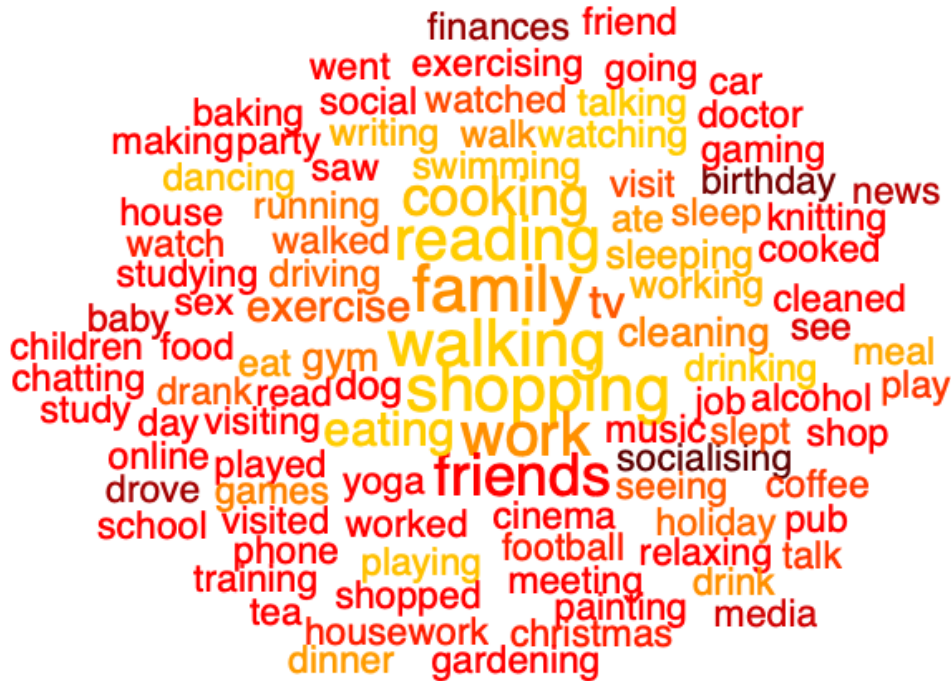 finances friend
went exercising going car
baking social watched talking doctor
making party writing walk watching gaming
dancing saw swimming visit birthday news
house running cooking ate sleep knitting
watch walked reading sleeping cooked
studying driving family working cleaned
baby sex exercise tv cleaning see
children food eat gym walking drinking meal
chatting drank read dog shopping job alcohol play
study day visiting eating work music slept shop
online played yoga friends socialising
drove games seeing coffee
school visited worked cinema holiday pub
phone playing football relaxing talk
training shopped meeting drink
tea painting media
housework christmas
dinner gardening